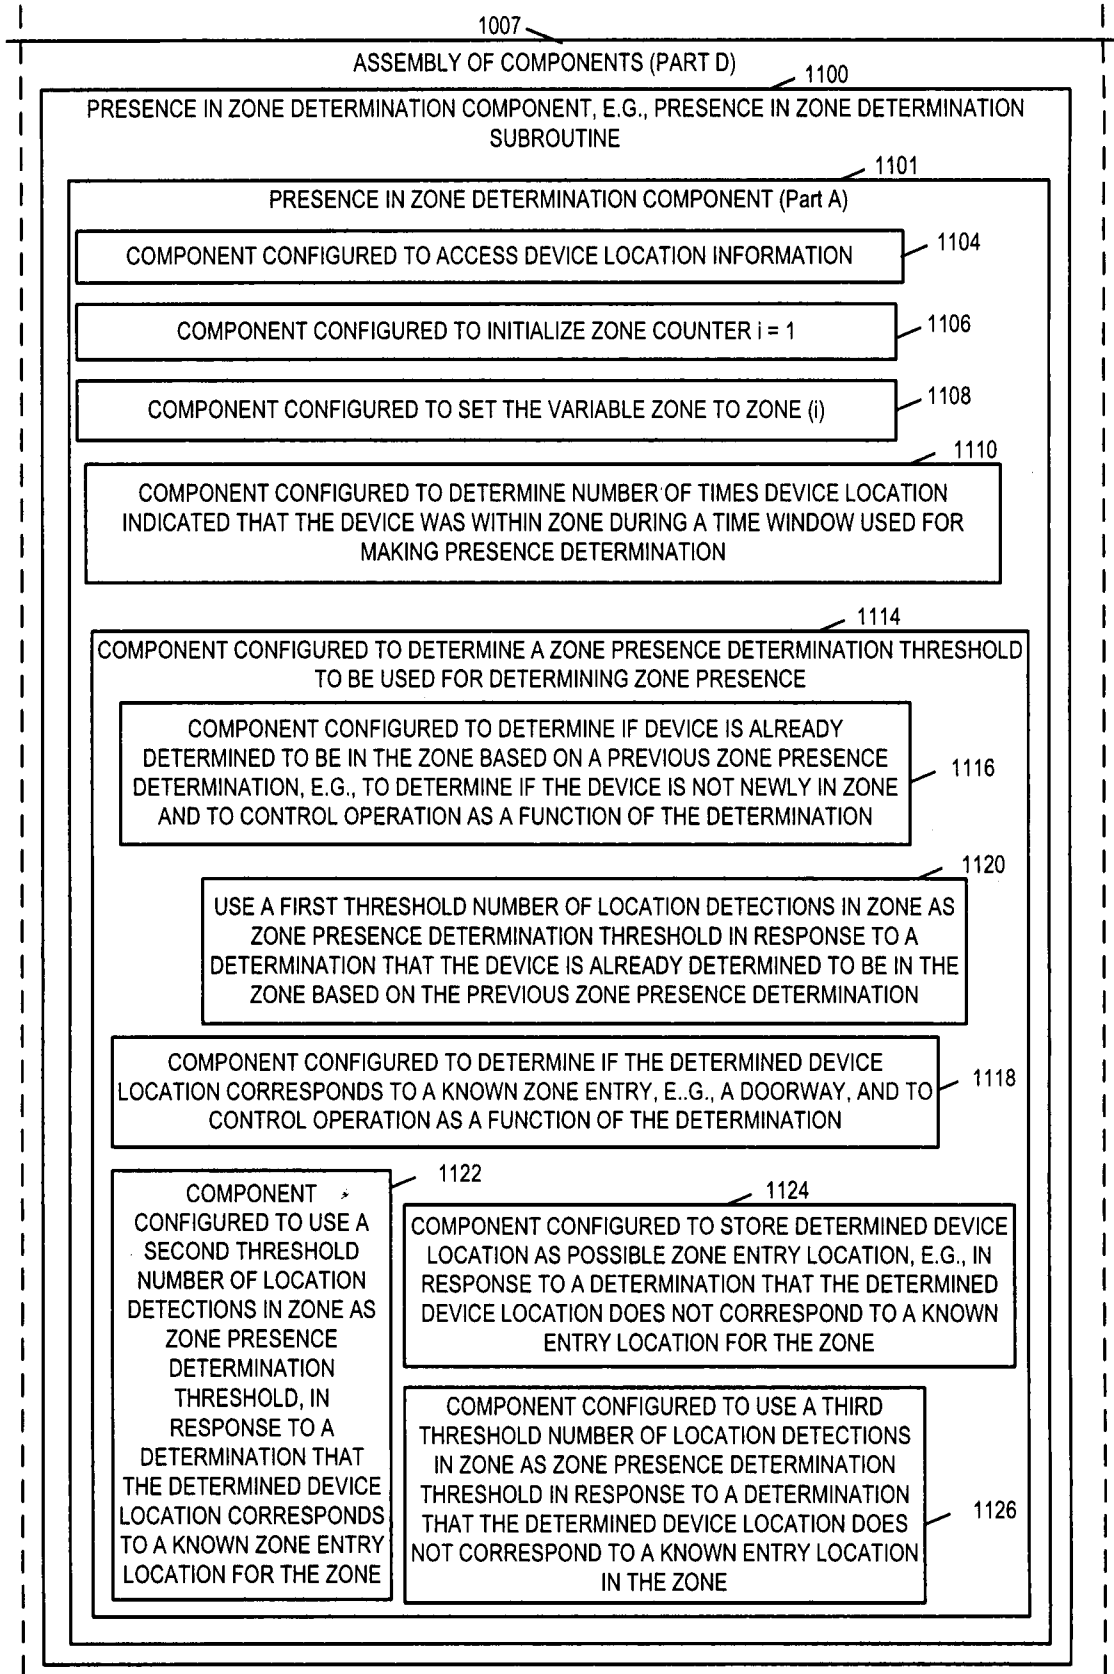 1007
ASSEMBLY OF COMPONENTS (PART D)
1100
PRESENCE IN ZONE DETERMINATION COMPONENT, E.G., PRESENCE IN ZONE DETERMINATION
SUBROUTINE
1101
PRESENCE IN ZONE DETERMINATION COMPONENT (Part A)
COMPONENT CONFIGURED TO ACCESS DEVICE LOCATION INFORMATION
1104
COMPONENT CONFIGURED TO INITIALIZE ZONE COUNTER i = 1
1106
COMPONENT CONFIGURED TO SET THE VARIABLE ZONE TO ZONE (i)
1108
1110
COMPONENT CONFIGURED TO DETERMINE NUMBER OF TIMES DEVICE LOCATION
INDICATED THAT THE DEVICE WAS WITHIN ZONE DURING A TIME WINDOW USED FOR
MAKING PRESENCE DETERMINATION
1114
COMPONENT CONFIGURED TO DETERMINE A ZONE PRESENCE DETERMINATION THRESHOLD
TO BE USED FOR DETERMINING ZONE PRESENCE
COMPONENT CONFIGURED TO DETERMINE IF DEVICE IS ALREADY
DETERMINED TO BE IN THE ZONE BASED ON A PREVIOUS ZONE PRESENCE
DETERMINATION, E.G., TO DETERMINE IF THE DEVICE IS NOT NEWLY IN ZONE
AND TO CONTROL OPERATION AS A FUNCTION OF THE DETERMINATION
1116
1120
USE A FIRST THRESHOLD NUMBER OF LOCATION DETECTIONS IN ZONE AS
ZONE PRESENCE DETERMINATION THRESHOLD IN RESPONSE TO A
DETERMINATION THAT THE DEVICE IS ALREADY DETERMINED TO BE IN THE
ZONE BASED ON THE PREVIOUS ZONE PRESENCE DETERMINATION
COMPONENT CONFIGURED TO DETERMINE IF THE DETERMINED DEVICE
LOCATION CORRESPONDS TO A KNOWN ZONE ENTRY, E..G., A DOORWAY, AND TO
CONTROL OPERATION AS A FUNCTION OF THE DETERMINATION
1118
1122
COMPONENT
CONFIGURED TO USE A
SECOND THRESHOLD
NUMBER OF LOCATION
DETECTIONS IN ZONE AS
ZONE PRESENCE
DETERMINATION
THRESHOLD, IN
RESPONSE TO A
DETERMINATION THAT
THE DETERMINED DEVICE
LOCATION CORRESPONDS
TO A KNOWN ZONE ENTRY
LOCATION FOR THE ZONE
1124
COMPONENT CONFIGURED TO STORE DETERMINED DEVICE
LOCATION AS POSSIBLE ZONE ENTRY LOCATION, E.G., IN
RESPONSE TO A DETERMINATION THAT THE DETERMINED
DEVICE LOCATION DOES NOT CORRESPOND TO A KNOWN
ENTRY LOCATION FOR THE ZONE
COMPONENT CONFIGURED TO USE A THIRD
THRESHOLD NUMBER OF LOCATION DETECTIONS
IN ZONE AS ZONE PRESENCE DETERMINATION
THRESHOLD IN RESPONSE TO A DETERMINATION
THAT THE DETERMINED DEVICE LOCATION DOES
NOT CORRESPOND TO A KNOWN ENTRY LOCATION
IN THE ZONE
1126